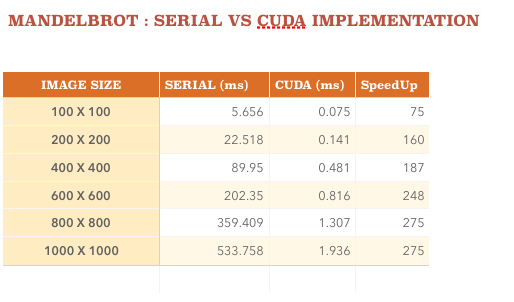 MANDELBROT : SERIAL VS CUDA IMPLEMENTATION
IMAGE SIZE SERIAL (ms) CUDA (ms) SpeedUp
100 X 100 5.656 0.075 75
200 X 200 22.518 0.141 160
400 X 400 89.95 0.481 187
600 X 600 202.35 0.816 248
800 X 800 359.409 1.307 275
1000 X 1000 533.758 1.936 275